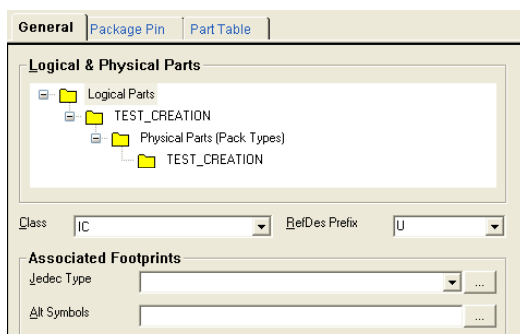 General Package Pin Part Table
Logical & Physical Parts
Logical Parts
TEST_CREATION
Physical Parts (Pack Types)
TEST_CREATION
Class IC RefDes Prefix U
Associated Footprints
Jedec Type ...
Alt Symbols ...